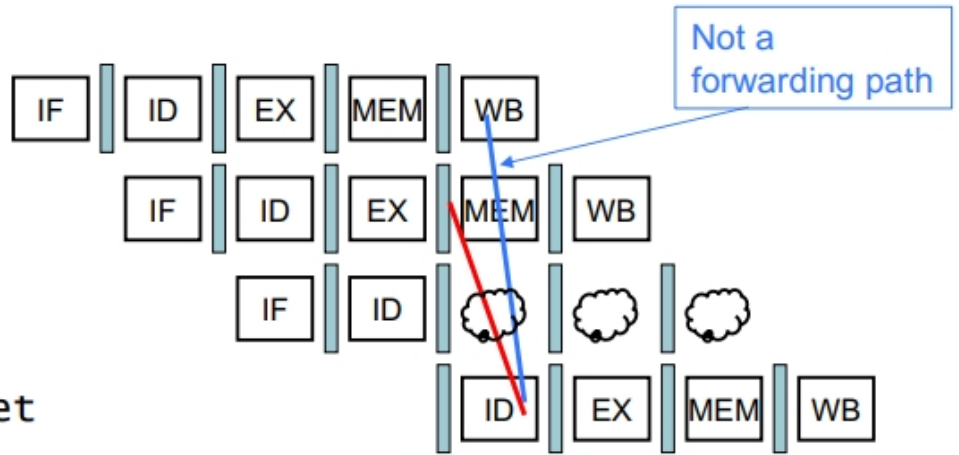 Not a
forwarding path
IF ID EX MEM WB
IF ID EX MEM WB
IF ID
et ID EX MEM WB